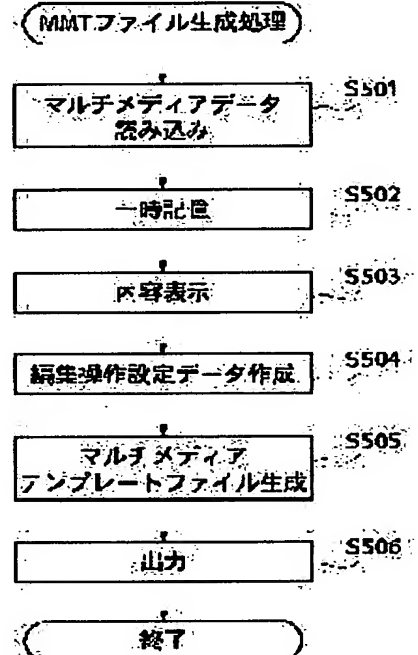 MMTファイル生成処理
S501
マルチメディアデータ
読み込み
S502
一時記憶
S503
内容表示
S504
編集操作設定データ作成
S505
マルチメディア
テンプレートファイル生成
S506
出力
終了